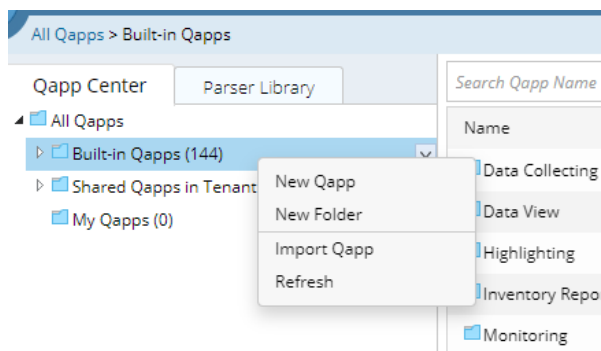 All Qapps > Built-in Qapps
Qapp Center
Parser Library
All Qapps
Built-in Qapps (144)
Shared Qapps in Tenant
My Qapps (0)
New Qapp
New Folder
Import Qapp
Refresh
Search Qapp Name
Name
Data Collecting
Data View
Highlighting
Inventory Repo
Monitoring